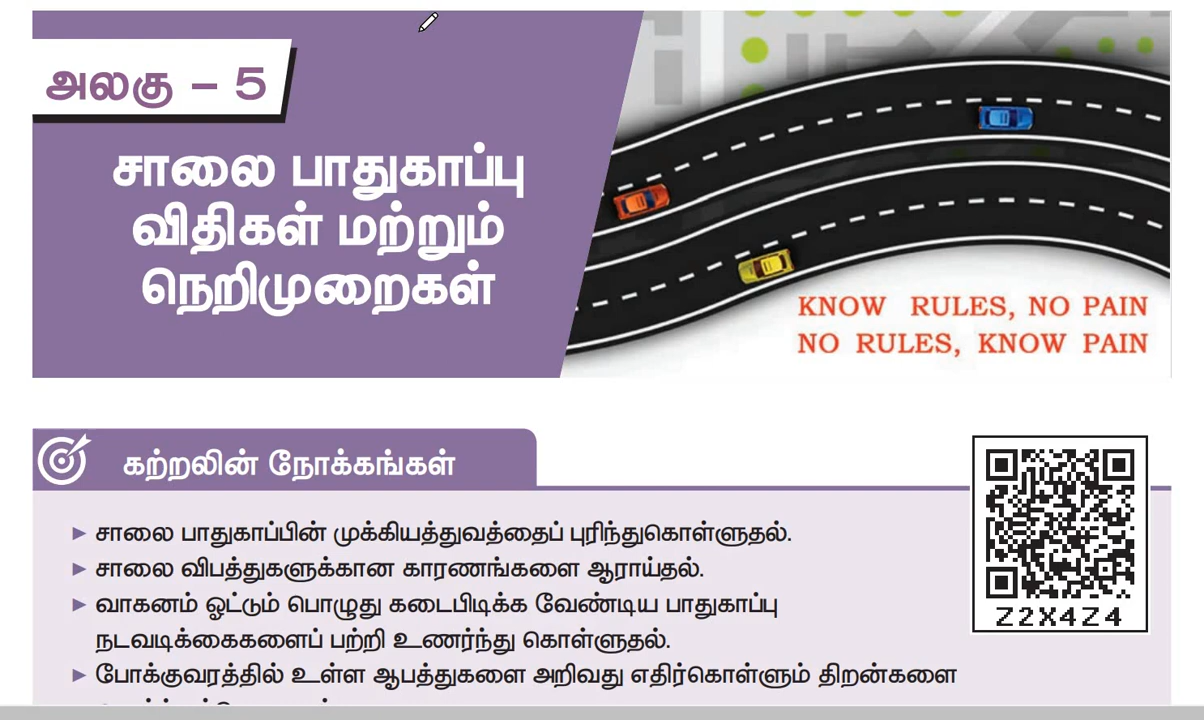 அலகு – 5
சாலை பாதுகாப்பு
விதிகள் மற்றும்
நெறிமுறைகள்
KNOW RULES, NO PAIN
NO RULES, KNOW PAIN
கற்றலின் நோக்கங்கள்
► சாலை பாதுகாப்பின் முக்கியத்துவத்தைப் புரிந்துகொள்ளுதல்.
► சாலை விபத்துகளுக்கான காரணங்களை ஆராய்தல்.
► வாகனம் ஓட்டும் பொழுது கடைபிடிக்க வேண்டிய பாதுகாப்பு
நடவடிக்கைகளைப் பற்றி உணர்ந்து கொள்ளுதல்.
► போக்குவரத்தில் உள்ள ஆபத்துகளை அறிவது எதிர்கொள்ளும் திறன்களை
Z2X4Z4